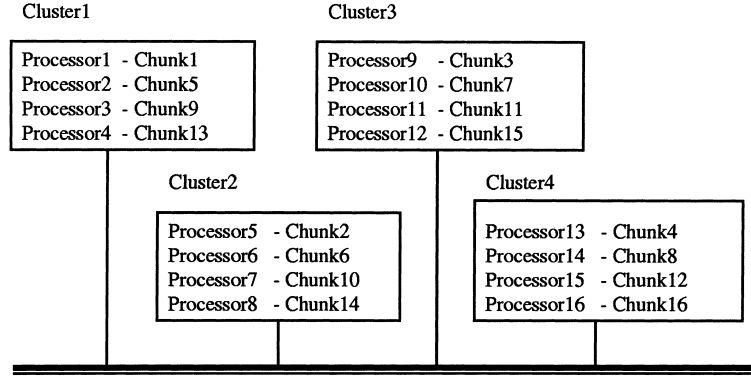 Cluster1
Processor1 - Chunk1
Processor2 - Chunk5
Processor3 - Chunk9
Processor4 - Chunk13
Cluster3
Processor9 - Chunk3
Processor10 - Chunk7
Processor11 - Chunk11
Processor12 - Chunk15
Cluster2
Processor5 - Chunk2
Processor6 - Chunk6
Processor7 - Chunk10
Processor8 - Chunk14
Cluster4
Processor13 - Chunk4
Processor14 - Chunk8
Processor15 - Chunk12
Processor16 - Chunk16